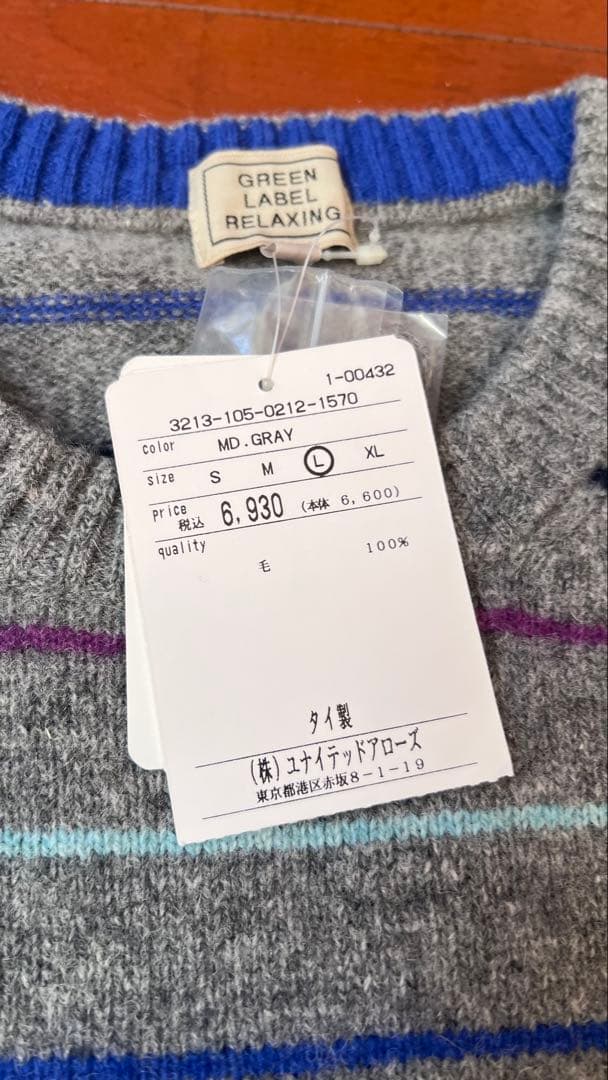 GREEN
LABEL
RELAXING
1-00432
3213-105-0212-1570
color MD.GRAY
size S M L XL
price 税込 6,930 (本体 6,600)
quality
毛 100%
タイ製
(株)ユナイテッドアローズ
東京都港区赤坂8-1-19